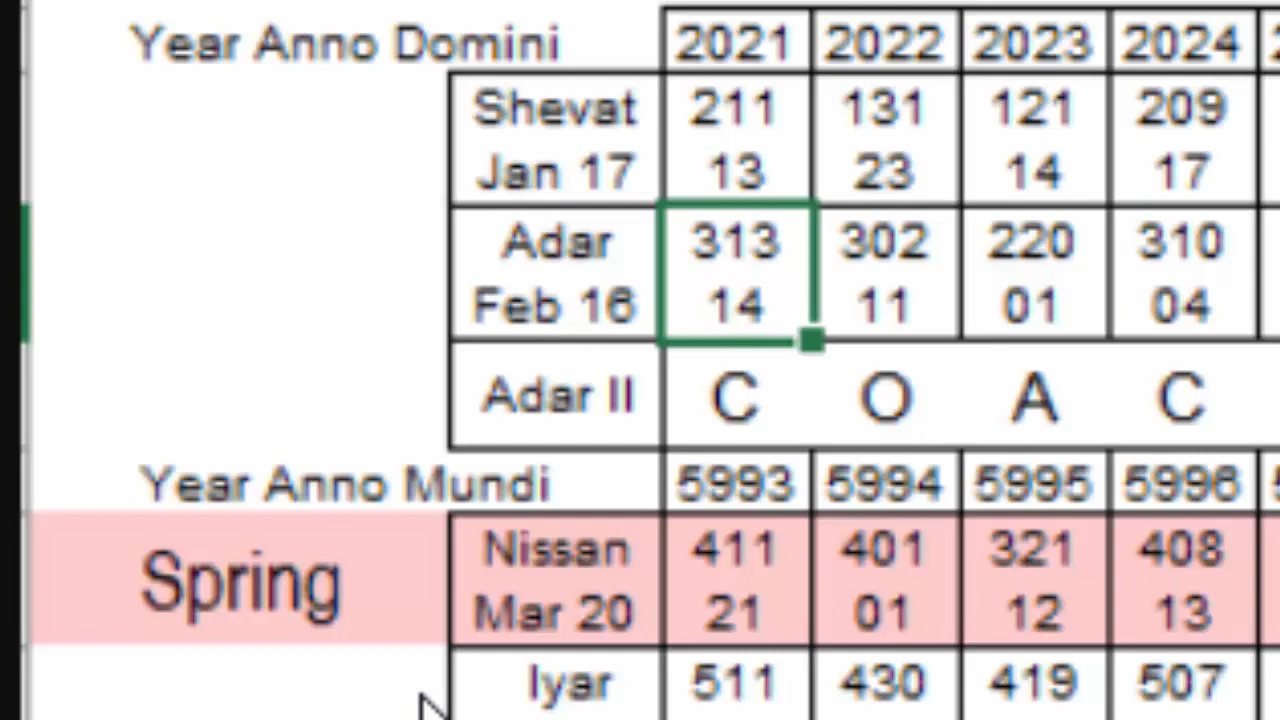 Year Anno Domini 2021 2022 2023 2024
Shevat 211 131 121 209
Jan 17 13 23 14 17
Adar 313 302 220 310
Feb 16 14 11 01 04
Adar II C O A C
Year Anno Mundi 5993 5994 5995 5996
Nissan 411 401 321 408
Spring
Mar 20 21 01 12 13
Iyar 511 430 419 507